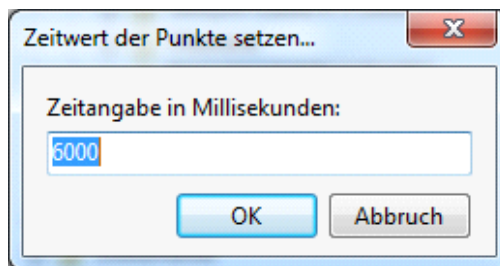 Zeitwert der Punkte setzen...
Zeitangabe in Millisekunden:
6000
OK Abbruch